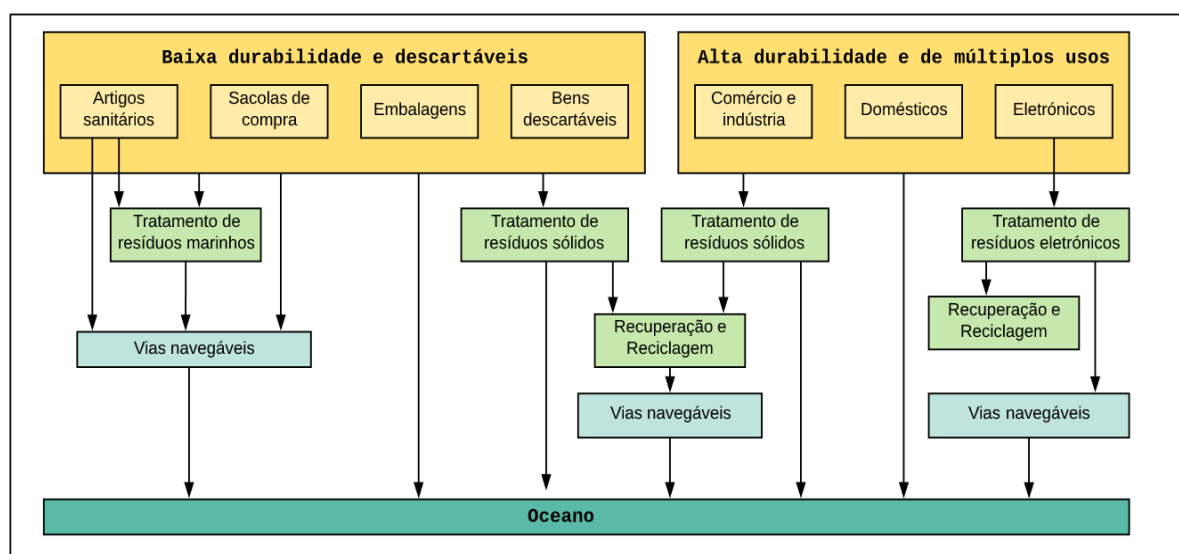 Baixa durabilidade e descartáveis
Artigos
sanitários
Sacolas de
compra
Embalagens
Bens
descartáveis
Alta durabilidade e de múltiplos usos
Comércio e
indústria
Domésticos
Eletrónicos
Tratamento de
resíduos marinhos
Tratamento de
resíduos sólidos
Tratamento de
resíduos sólidos
Tratamento de
resíduos eletrónicos
Recuperação e
Reciclagem
Recuperação e
Reciclagem
Vias navegáveis
Vias navegáveis
Vias navegáveis
Oceano